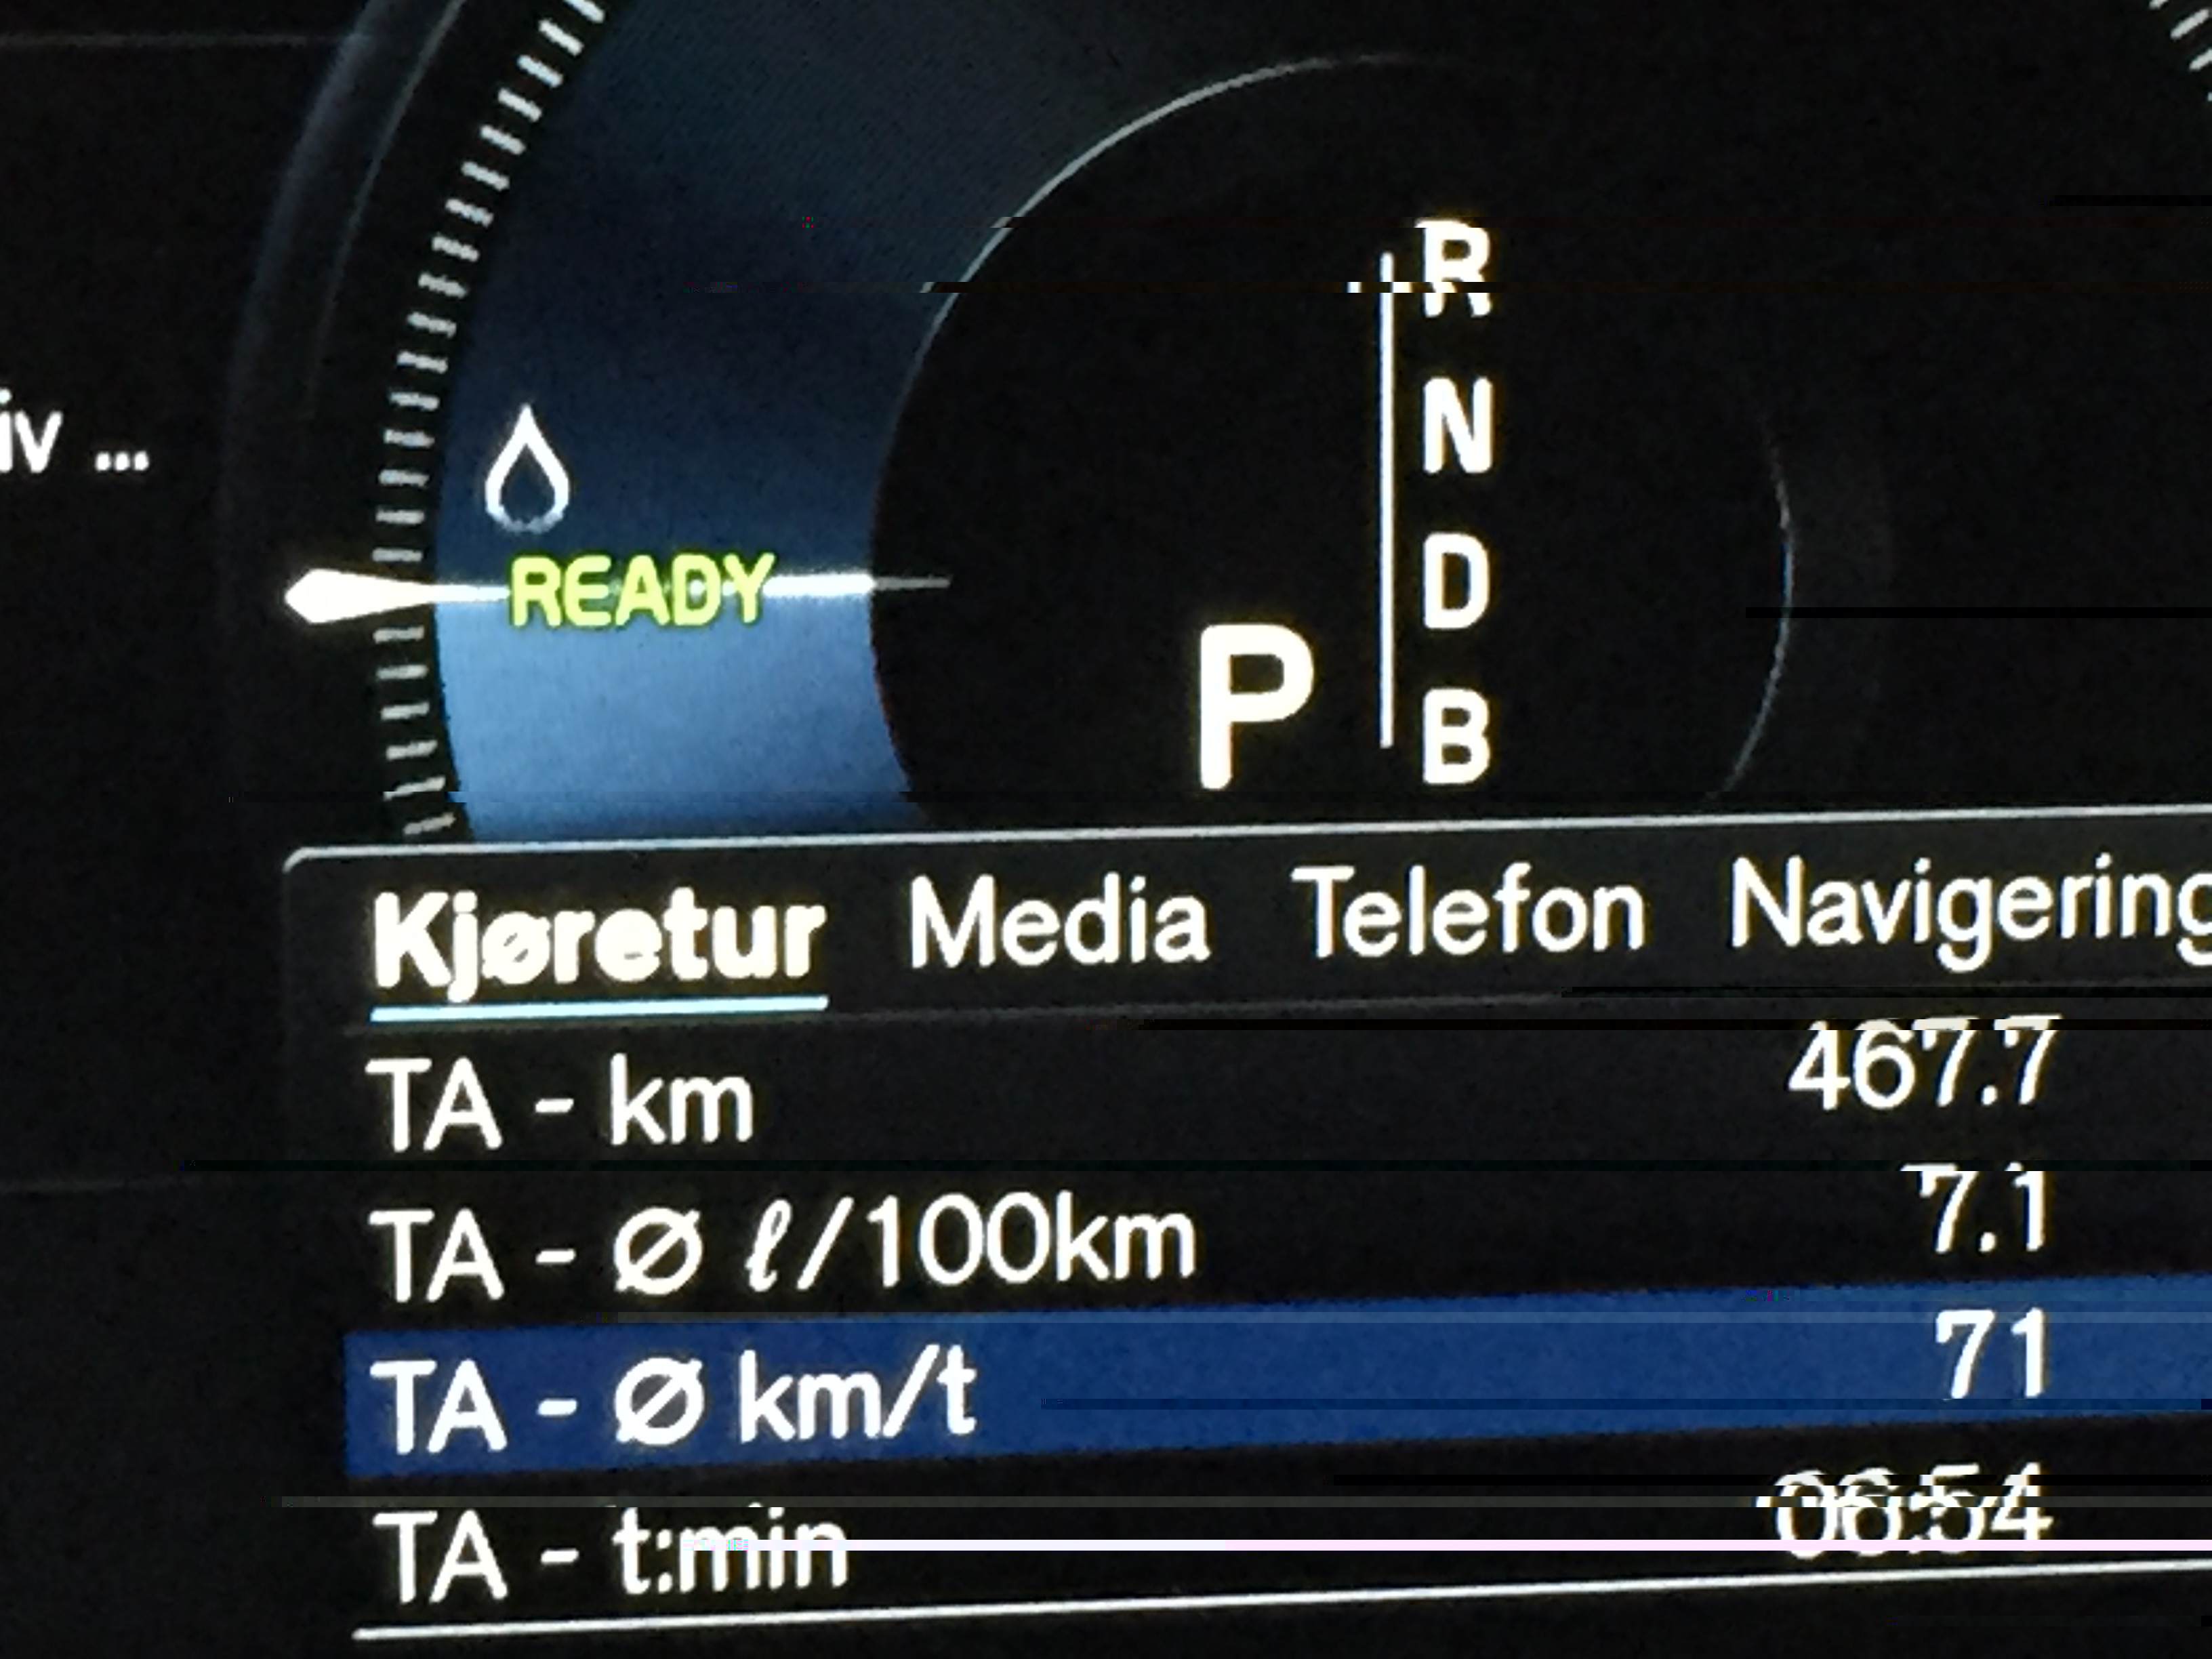 R
N
iv ...
D
READY
P
B
Kjøretur Media Telefon Navigering
TA - km 467.7
TA - Ø ℓ/100km 7.1
TA - Ø km/t 71
TA - t:min 06:54